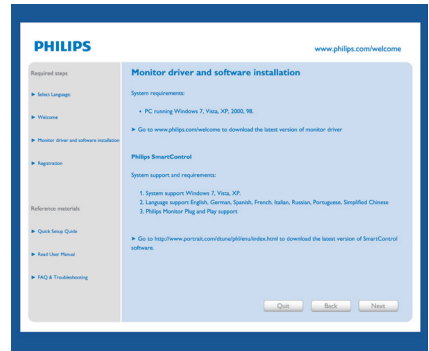 PHILIPS
www.philips.com/welcome
Required steps
Select Language
Welcome
Monitor driver and software installation
Registration
Reference materials
Quick Setup Quide
Read User Manual
FAQ & Troubleshooting
Monitor driver and software installation
System requirements:
• PC running Windows 7, Vista, XP, 2000, 98.
Go to www.philips.com/welcome to download the latest version of monitor driver
Philips SmartControl
System support and requirements:
1. System support Windows 7, Vista, XP.
2. Language support English, German, Spanish, French, Italian, Russian, Portuguese, Simplified Chinese
3. Philips Monitor Plug and Play support
Go to http://www.portrait.com/dtune/phl/enu/index.html to download the latest version of SmartControl
software.
Quit
Back
Next